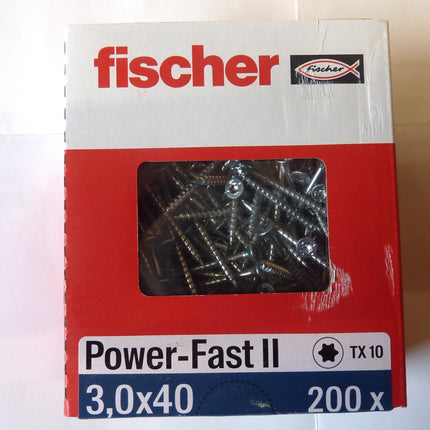 fischer fischer
Power-Fast II TX 10
3,0x40 200 x